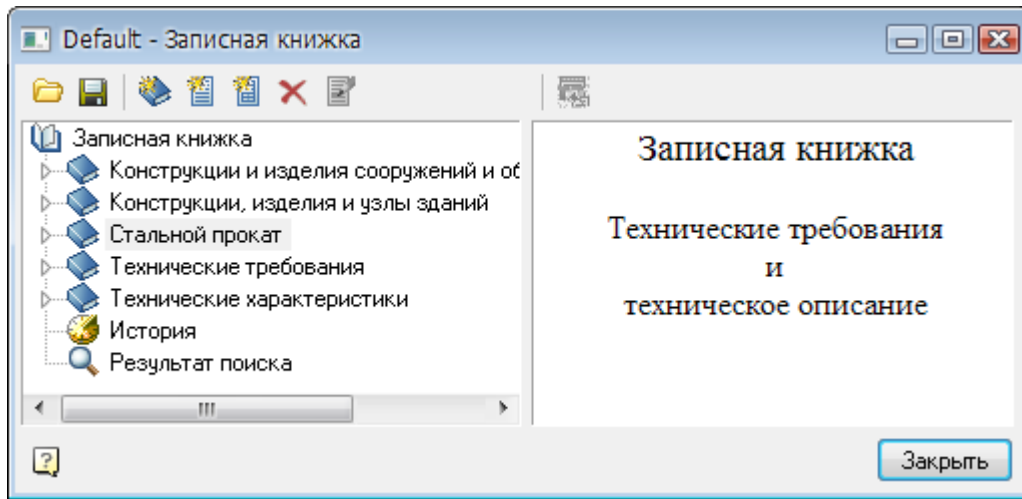 Default - Записная книжка
Записная книжка
Конструкции и изделия сооружений и об
Конструкции, изделия и узлы зданий
Стальной прокат
Технические требования
Технические характеристики
История
Результат поиска
Записная книжка
Технические требования
и
техническое описание
Закрыть